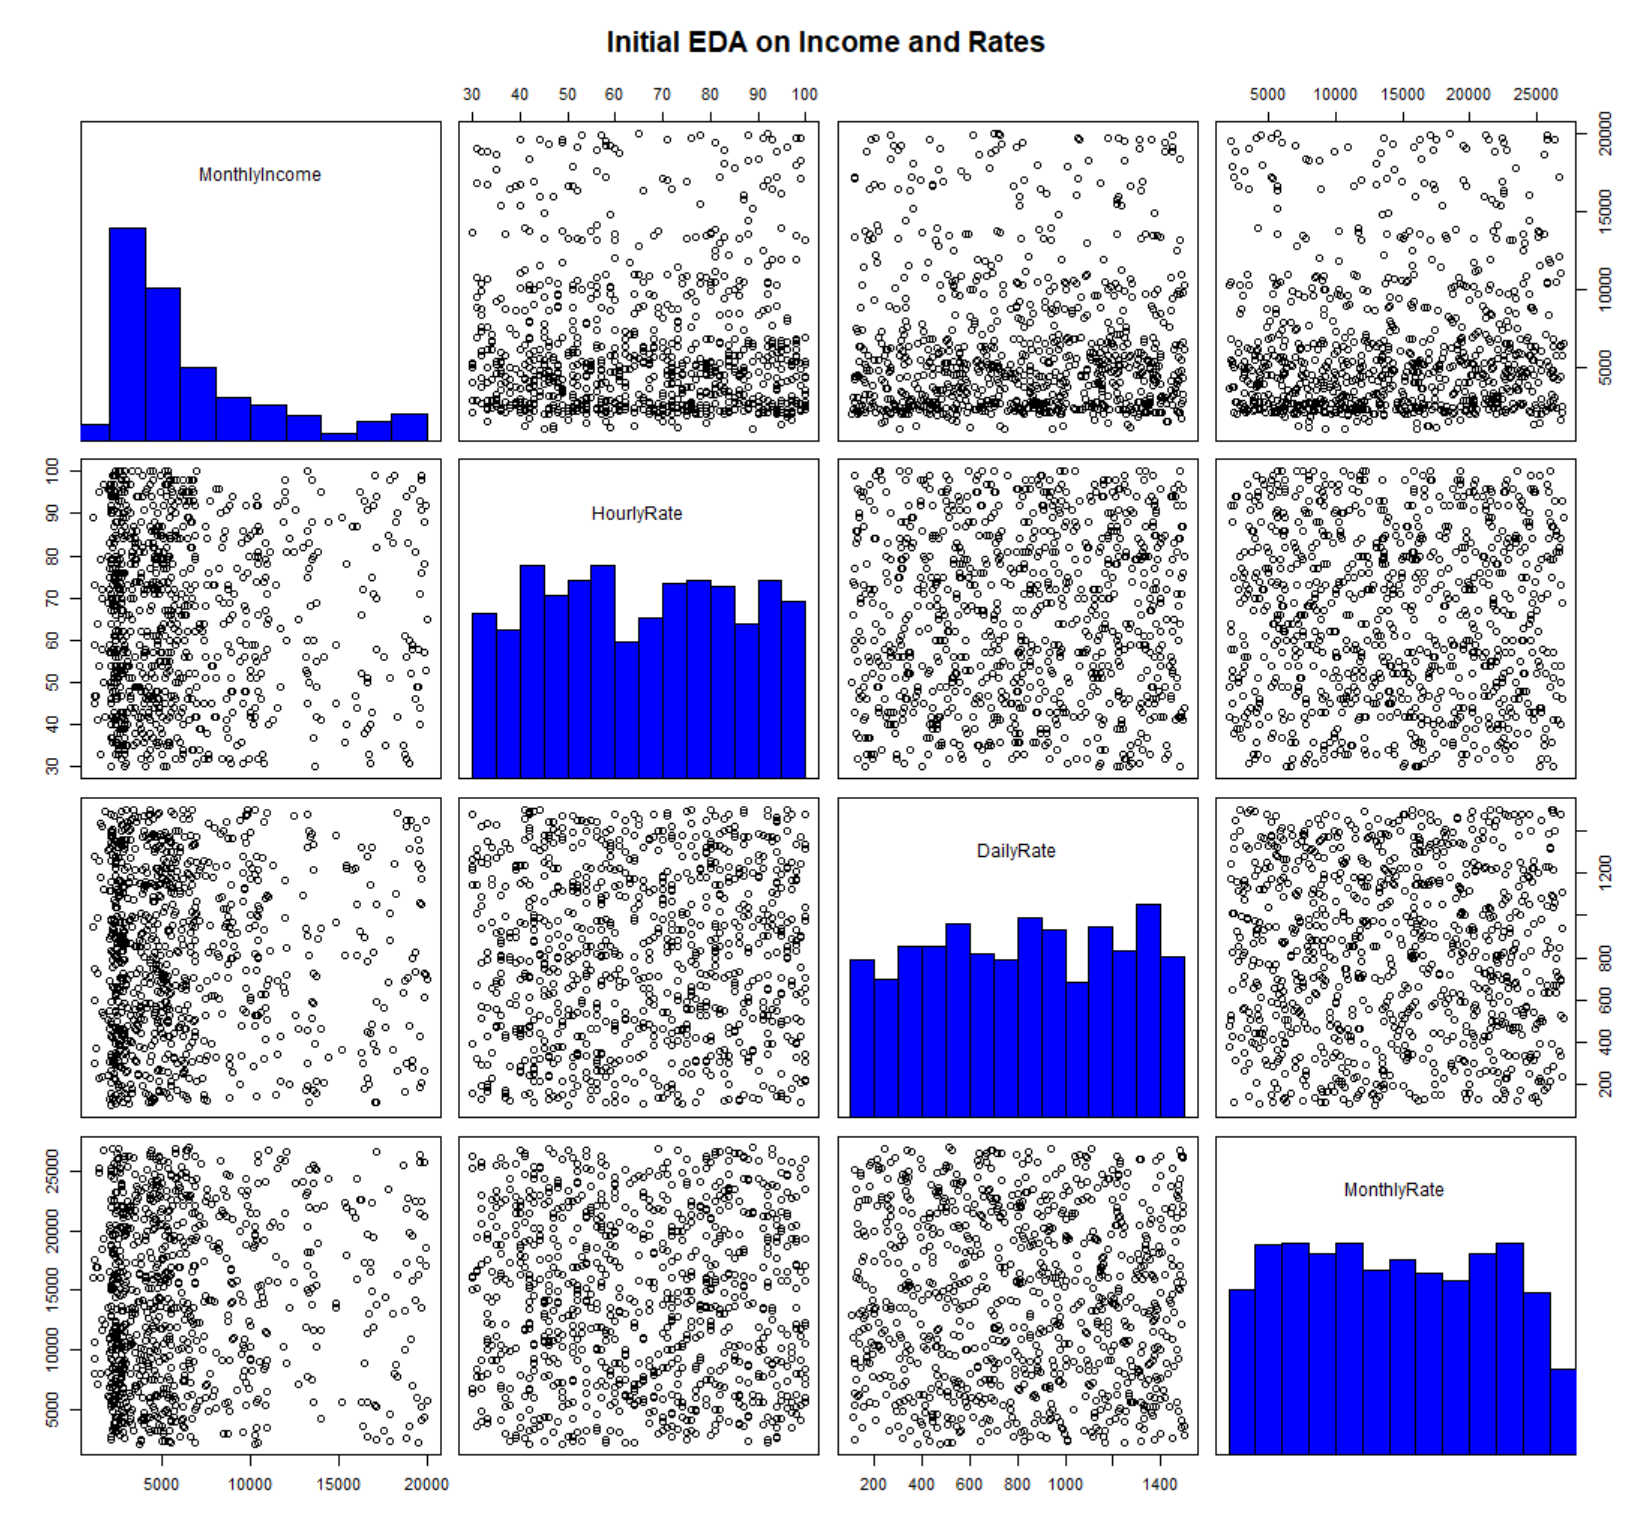 Initial EDA on Income and Rates
30 40 50 60 70 80 90 100
5000 10000 15000 20000 25000
MonthlyIncome
5000 10000 15000 20000
HourlyRate
30 40 50 60 70 80 90 100
DailyRate
200 400 600 800 1200
MonthlyRate
5000 10000 15000 20000 25000
5000 10000 15000 20000
200 400 600 800 1000 1400